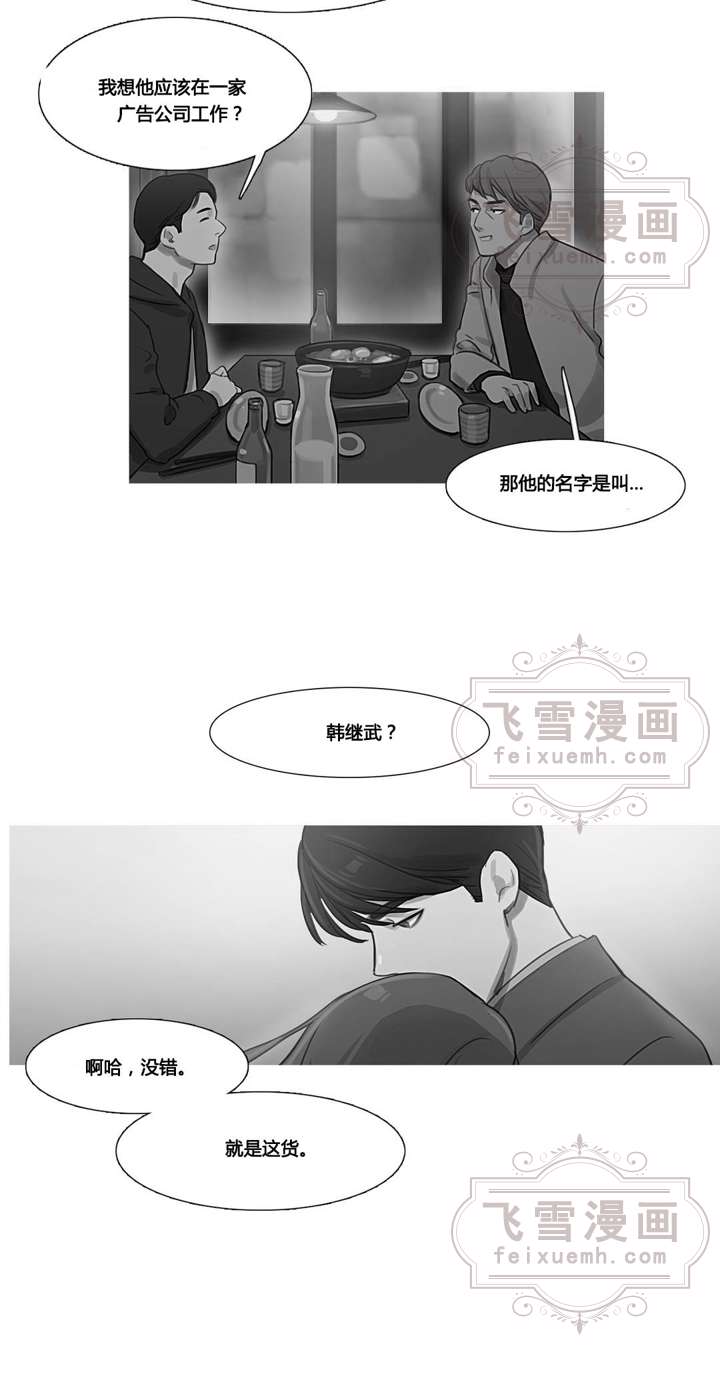 我想他应该在一家
广告公司工作？
飞雪漫画
feixuemh.com
那他的名字是叫...
韩继武？
飞雪漫画
feixuemh.com
啊哈，没错。
就是这货。
飞雪漫画
feixuemh.com